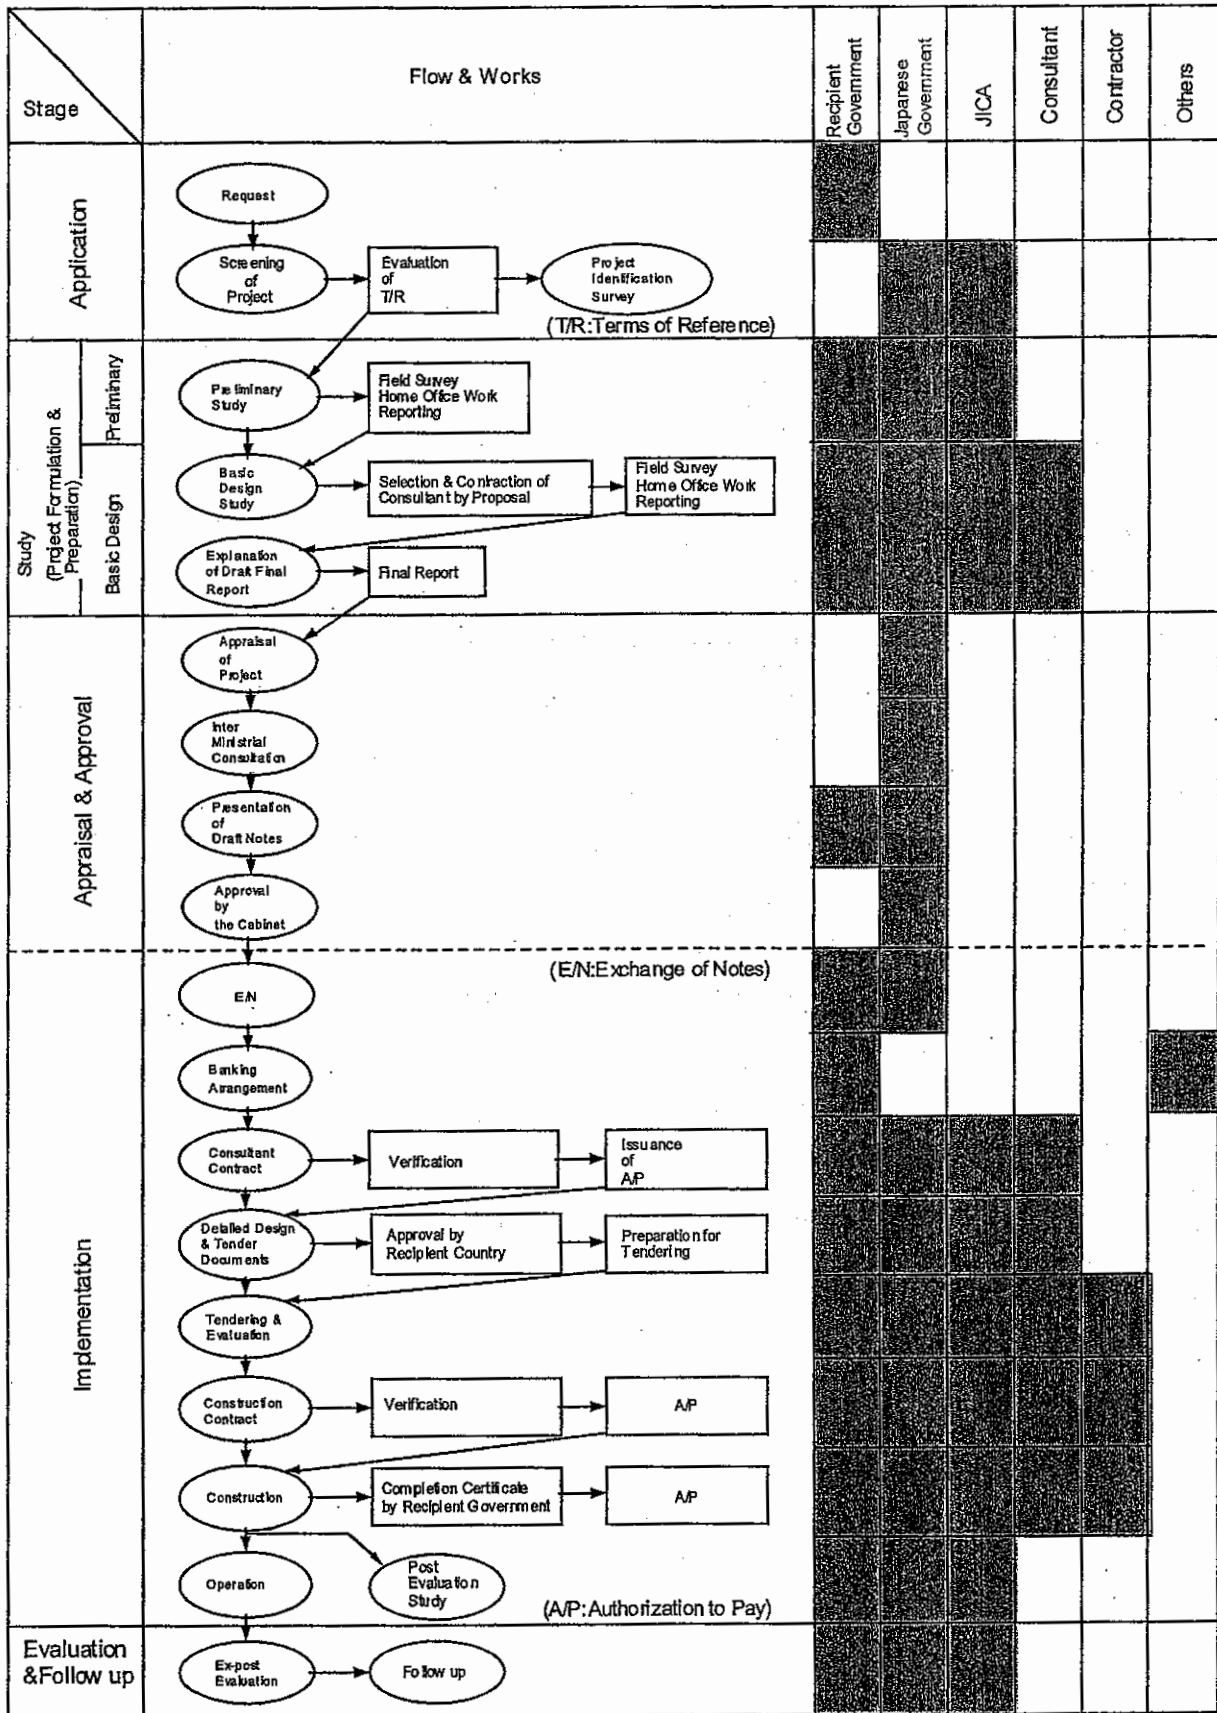 Stage
Flow & Works
Recipient
Government
Japanese
Government
JICA
Consultant
Contractor
Others
Application
Request
Screening
of
Project
Evaluation
of
T/R
Project
Identification
Survey
(T/R:Terms of Reference)
Study
(Project Formulation &
Preparation)
Preliminary
Preliminary
Study
Field Survey
Home Office Work
Reporting
Basic Design
Basic
Design
Study
Selection & Contraction of
Consultant by Proposal
Field Survey
Home Office Work
Reporting
Explanation
of Draft Final
Report
Final Report
Appraisal & Approval
Appraisal
of
Project
Inter
Ministrial
Consultation
Presentation
of
Draft Notes
Approval
by
the Cabinet
Implementation
(E/N:Exchange of Notes)
E/N
Banking
Arrangement
Consultant
Contract
Verification
Issuance
of
A/P
Detailed Design
& Tender
Documents
Approval by
Recipient Country
Preparation for
Tendering
Tendering &
Evaluation
Construction
Contract
Verification
A/P
Construction
Completion Certificate
by Recipient Government
A/P
Operation
Post
Evaluation
Study
(A/P:Authorization to Pay)
Evaluation
&Follow up
Ex-post
Evaluation
Follow up